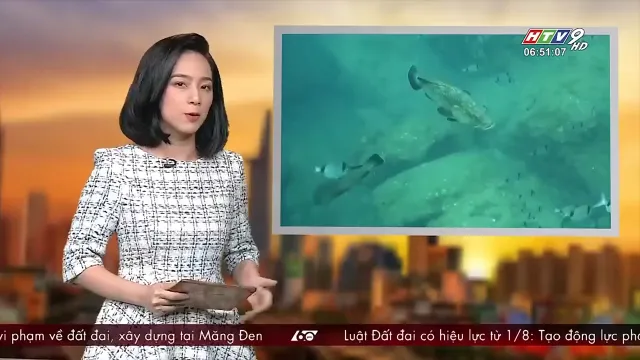 HTV9 HD
06:51:07
vi phạm về đất đai, xây dựng tại Măng Đen 60 Luật Đất đai có hiệu lực từ 1/8: Tạo động lực